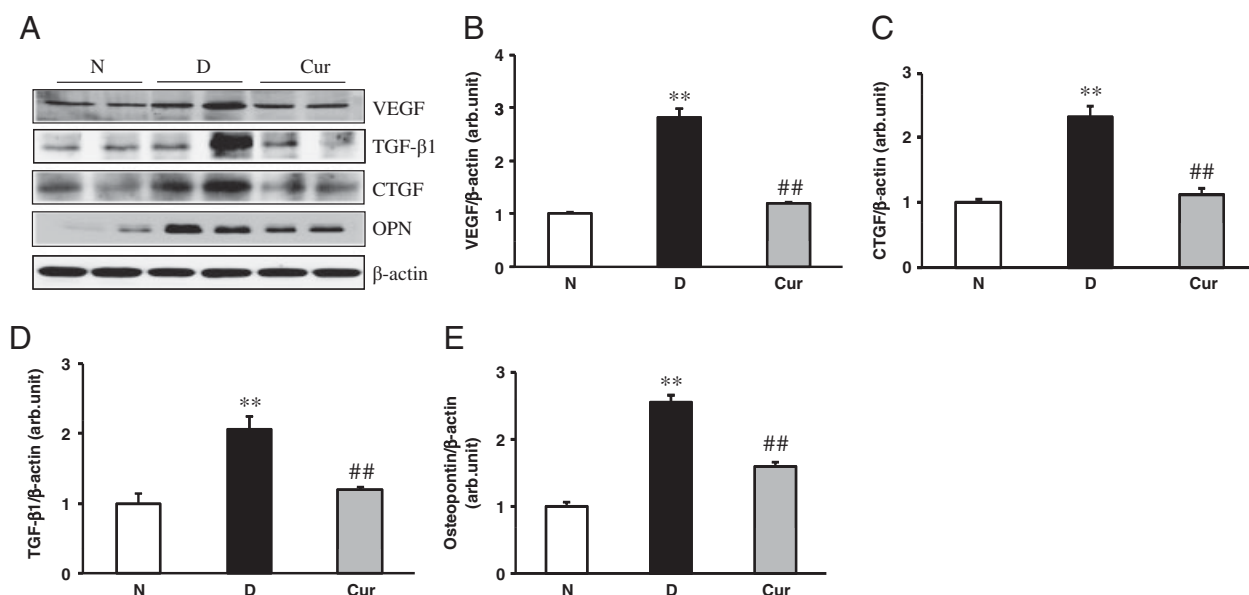 A
N D Cur
VEGF
TGF-β1
CTGF
OPN
β-actin
B
VEGF/β-actin (arb.unit)
4
3
2
1
0
**
##
N D Cur
C
CTGF/β-actin (arb.unit)
3
2
1
0
**
##
N D Cur
D
TGF-β1/β-actin (arb.unit)
3
2
1
0
**
##
N D Cur
E
Osteopontin/β-actin
(arb.unit)
3
2
1
0
**
##
N D Cur